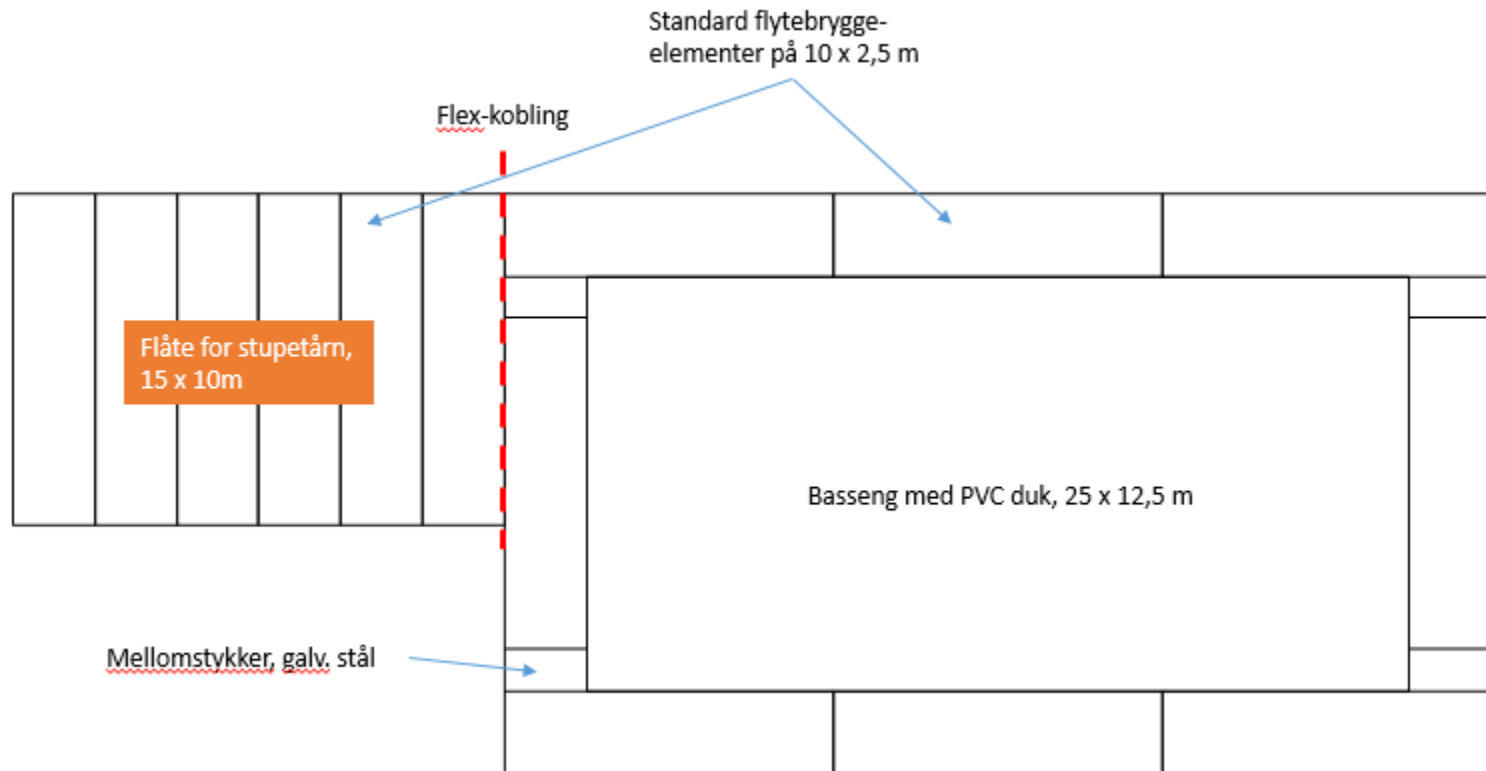 Standard flytebrygge-
elementer på 10 x 2,5 m
Flex-kobling
Flåte for stupetårn,
15 x 10m
Basseng med PVC duk, 25 x 12,5 m
Mellomstykker, galv. stål